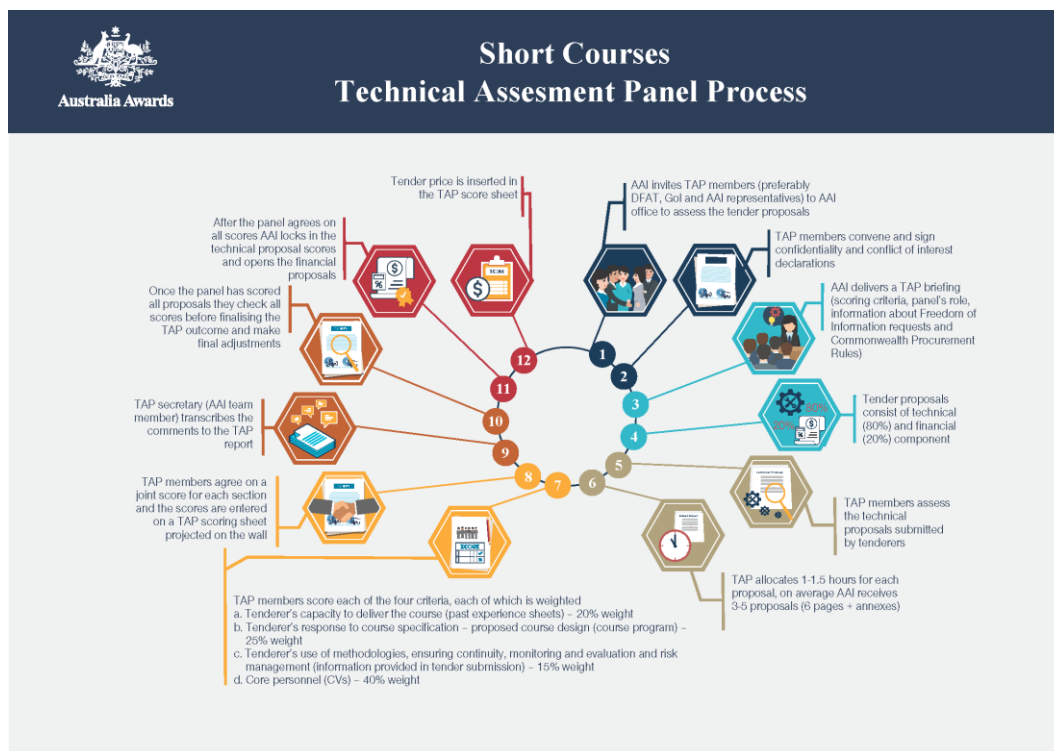 Australia Awards
Short Courses
Technical Assesment Panel Process
AAI invites TAP members (preferably
DFAT, GoI and AAI representatives) to AAI
office to assess the tender proposals
1
TAP members convene and sign
confidentiality and conflict of interest
declarations
2
AAI delivers a TAP briefing
(scoring criteria, panel's role,
information about Freedom of
Information requests and
Commonwealth Procurement
Rules)
3
Tender proposals
consist of technical
(80%) and financial
(20%) component
80%
20%
4
TAP members assess
the technical
proposals submitted
by tenderers
5
TAP allocates 1-1.5 hours for each
proposal, on average AAI receives
3-5 proposals (6 pages + annexes)
6
7
SCORE
TAP members score each of the four criteria, each of which is weighted
a. Tenderer's capacity to deliver the course (past experience sheets) – 20% weight
b. Tenderer's response to course specification – proposed course design (course program) –
25% weight
c. Tenderer's use of methodologies, ensuring continuity, monitoring and evaluation and risk
management (information provided in tender submission) – 15% weight
d. Core personnel (CVs) – 40% weight
TAP members agree on a
joint score for each section
and the scores are entered
on a TAP scoring sheet
projected on the wall
8
TAP secretary (AAI team
member) transcribes the
comments to the TAP
report
9
Once the panel has scored
all proposals they check all
scores before finalising the
TAP outcome and make
final adjustments
10
After the panel agrees on
all scores AAI locks in the
technical proposal scores
and opens the financial
proposals
11
Tender price is inserted in
the TAP score sheet
SCORE
12